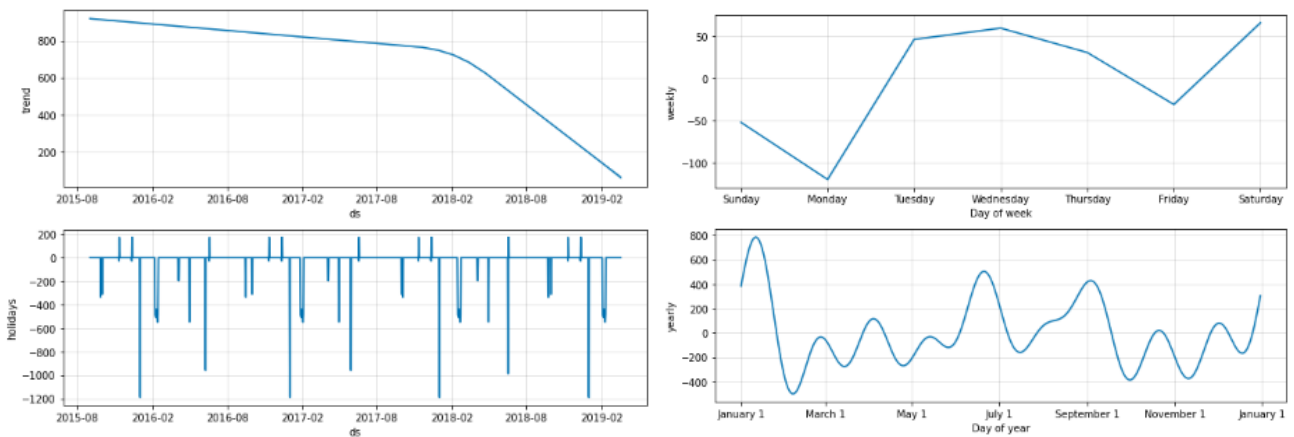 800
600
400
200
trend
2015-08 2016-02 2016-08 2017-02 2017-08 2018-02 2018-08 2019-02
ds
50
0
−50
−100
weekly
Sunday Monday Tuesday Wednesday Thursday Friday Saturday
Day of week
200
0
−200
−400
−600
−800
−1000
−1200
holidays
2015-08 2016-02 2016-08 2017-02 2017-08 2018-02 2018-08 2019-02
ds
800
600
400
200
0
−200
−400
yearly
January 1 March 1 May 1 July 1 September 1 November 1 January 1
Day of year